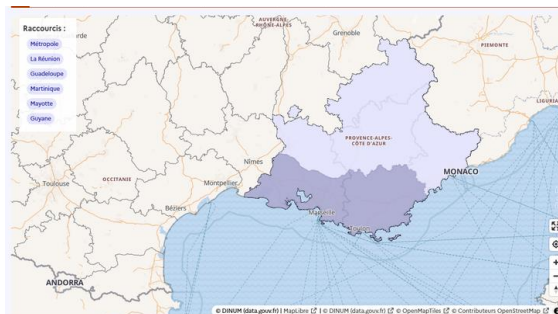 Raccourcis :
Métropole
La Réunion
Guadeloupe
Martinique
Mayotte
Guyane
AUVERGNE-
RHÔNE-ALPES
Grenoble
PIEMONTE
LIGURIA
PROVENCE-ALPES-
CÔTE D'AZUR
Nîmes
MONACO
OCCITANIE
Toulouse
Montpellier
Béziers
Marseille
Toulon
ANDORRA
© DINUM (data.gouv.fr) | MapLibre | © DINUM (data.gouv.fr) © OpenMapTiles © Contributeurs OpenStreetMap